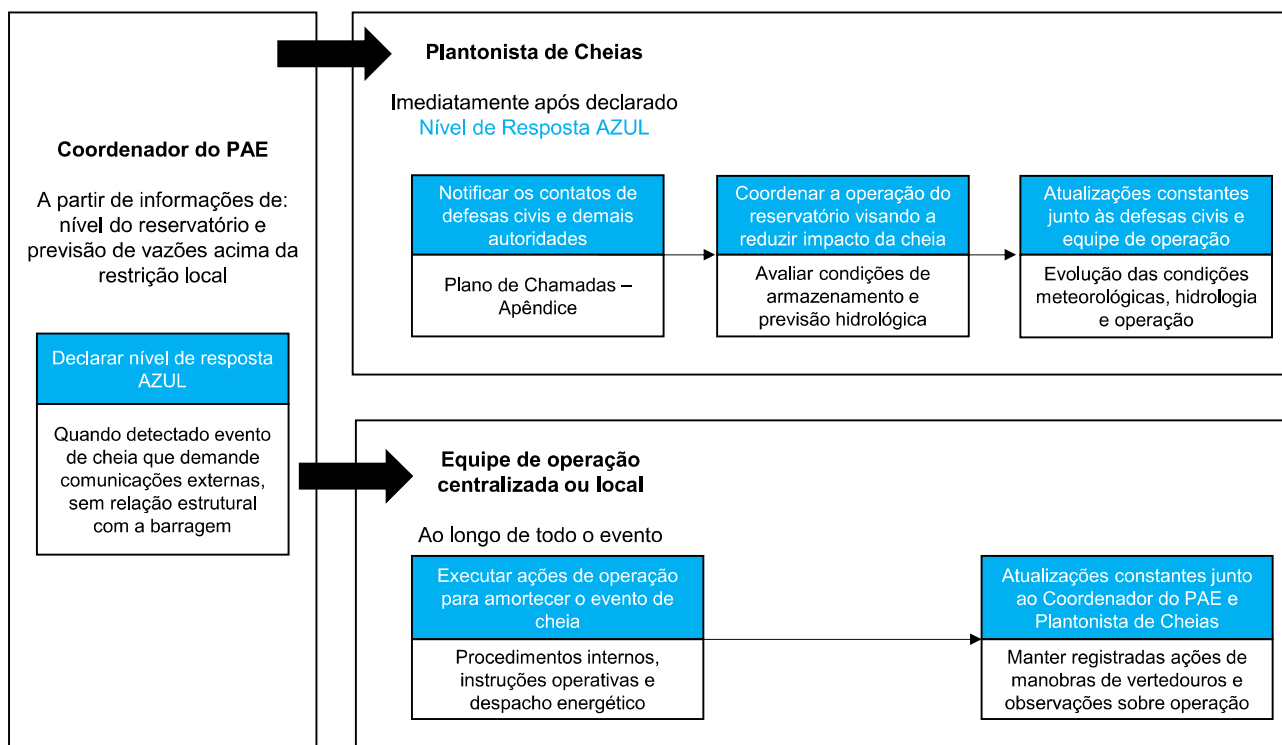 Coordenador do PAE
A partir de informações de:
nível do reservatório e
previsão de vazões acima da
restrição local
Declarar nível de resposta
AZUL
Quando detectado evento
de cheia que demande
comunicações externas,
sem relação estrutural
com a barragem
Plantonista de Cheias
Imediatamente após declarado
Nível de Resposta AZUL
Notificar os contatos de
defesas civis e demais
autoridades
Plano de Chamadas –
Apêndice
Coordenar a operação do
reservatório visando a
reduzir impacto da cheia
Avaliar condições de
armazenamento e
previsão hidrológica
Atualizações constantes
junto às defesas civis e
equipe de operação
Evolução das condições
meteorológicas, hidrologia
e operação
Equipe de operação
centralizada ou local
Ao longo de todo o evento
Executar ações de operação
para amortecer o evento de
cheia
Procedimentos internos,
instruções operativas e
despacho energético
Atualizações constantes junto
ao Coordenador do PAE e
Plantonista de Cheias
Manter registradas ações de
manobras de vertedouros e
observações sobre operação